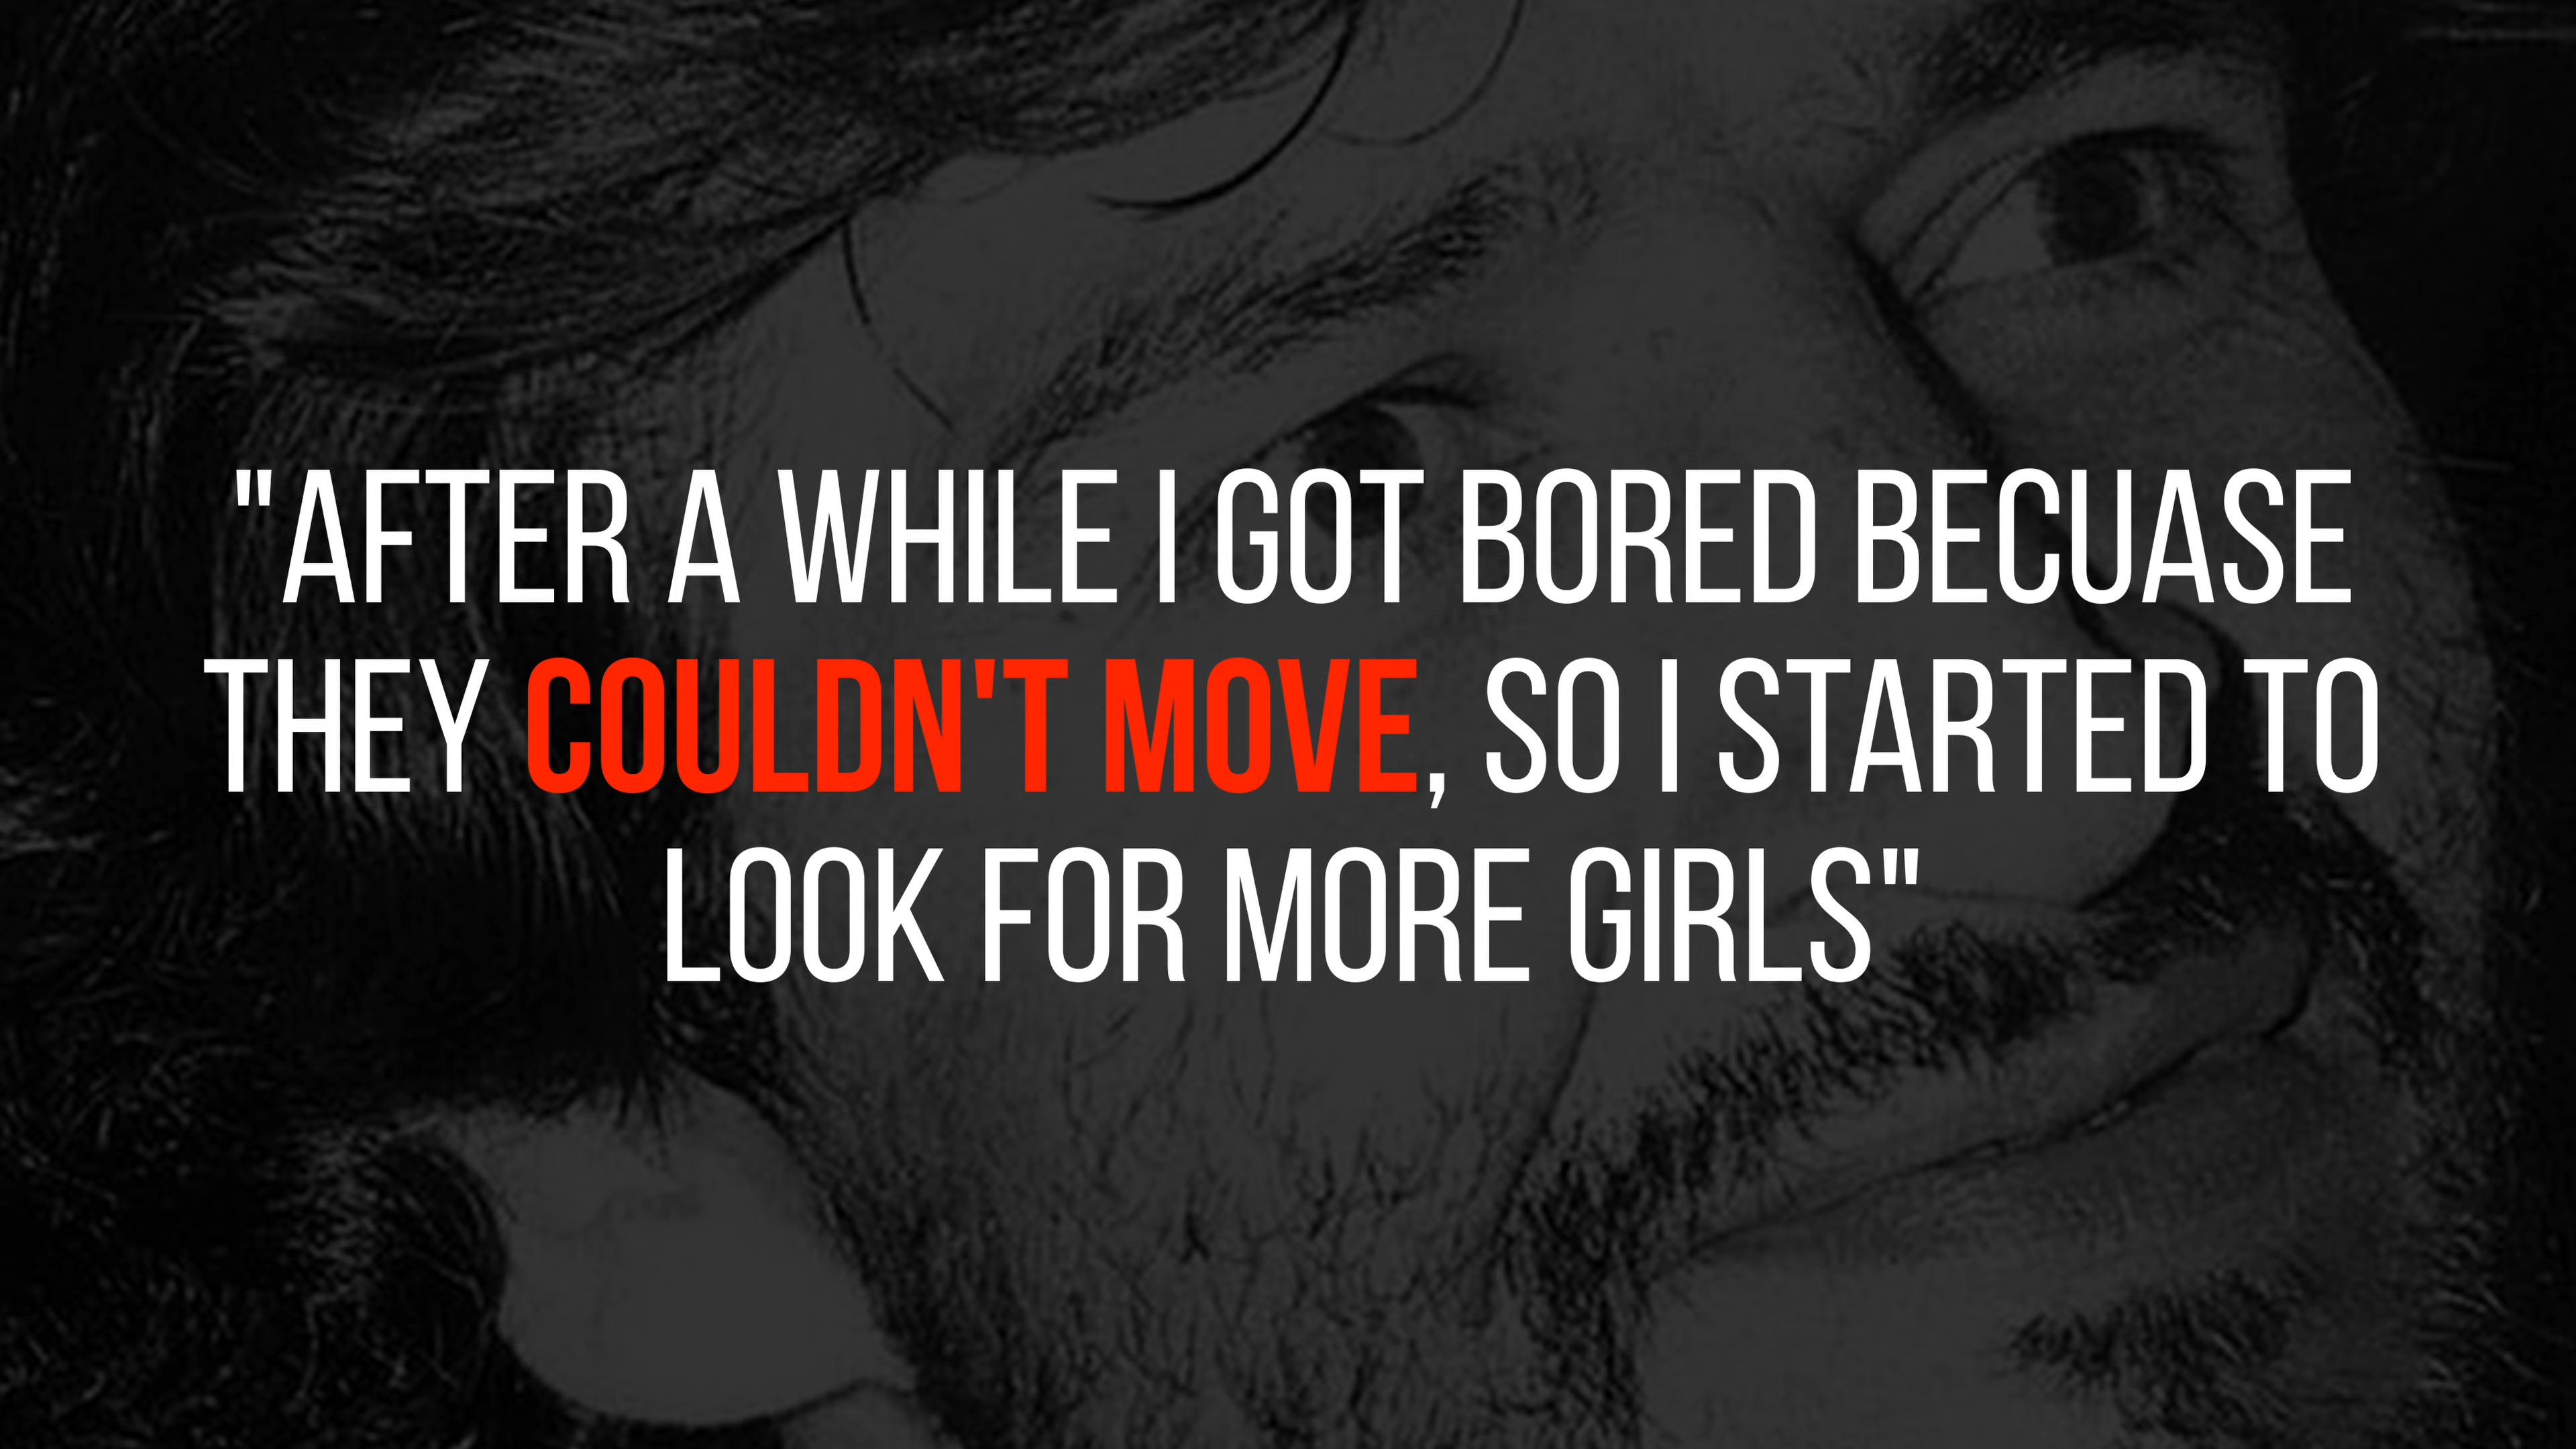 "AFTER A WHILE I GOT BORED BECUASE
THEY COULDN'T MOVE, SO I STARTED TO
LOOK FOR MORE GIRLS"